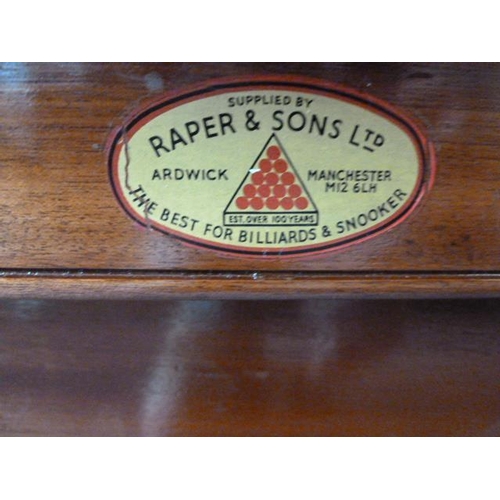 SUPPLIED BY
RAPER & SONS LTD
ARDWICK
MANCHESTER
M12 6LH
EST. OVER 100 YEARS
THE BEST FOR BILLIARDS & SNOOKER